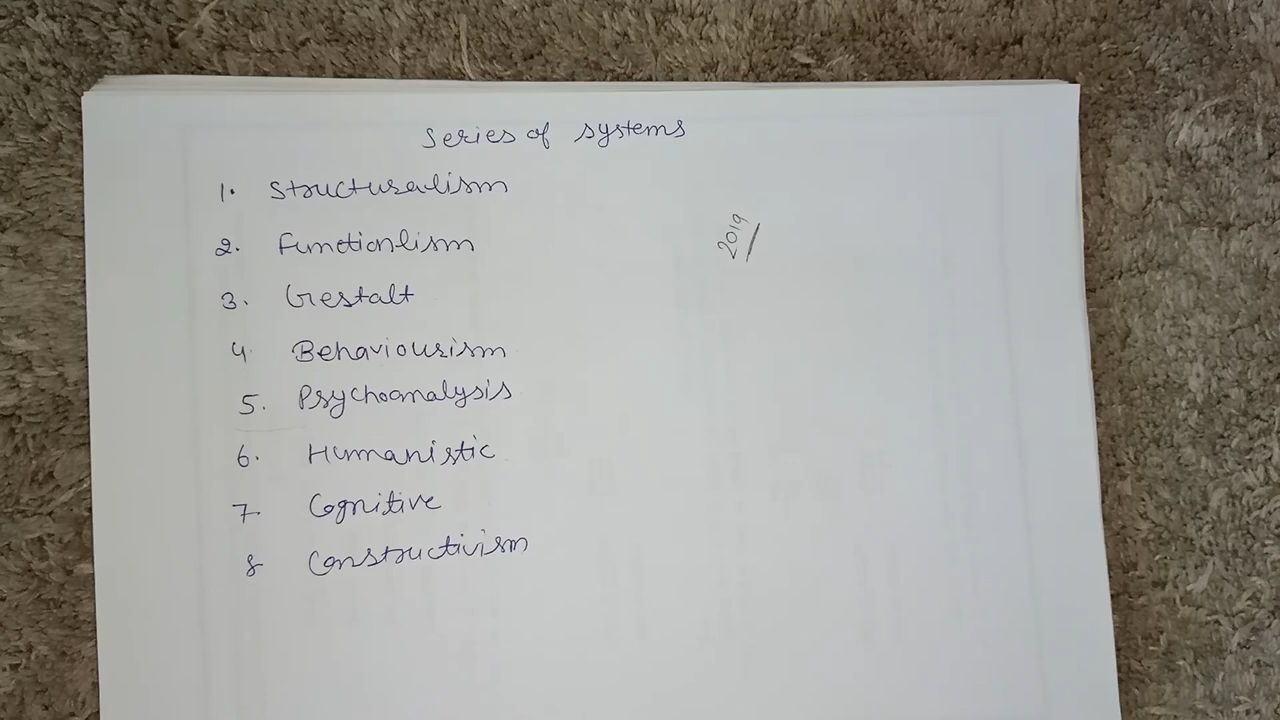 Series of systems
1. Structuralism
2. Functionlism
2019
3. Gestalt
4. Behaviourism
5. Psychoanalysis
6. Humanistic
7 Cognitive
8 Constructivism